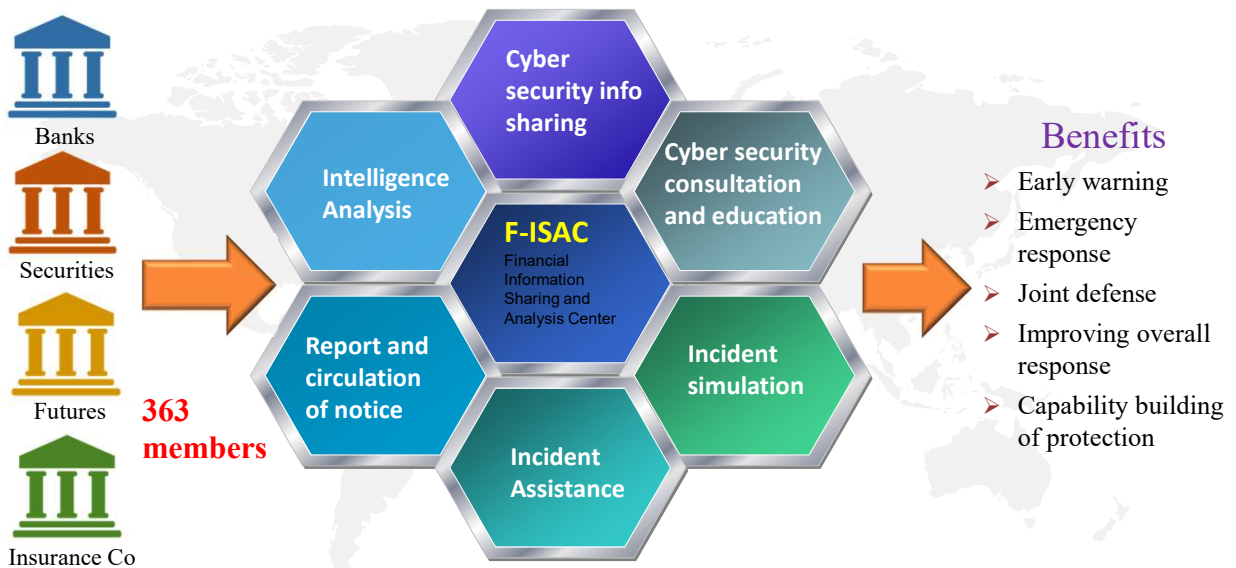 Banks
Securities
Futures
Insurance Co
363
members
Cyber
security info
sharing
Intelligence
Analysis
Cyber security
consultation
and education
F-ISAC
Financial
Information
Sharing and
Analysis Center
Report and
circulation
of notice
Incident
simulation
Incident
Assistance
Benefits
➢ Early warning
➢ Emergency
response
➢ Joint defense
➢ Improving overall
response
➢ Capability building
of protection